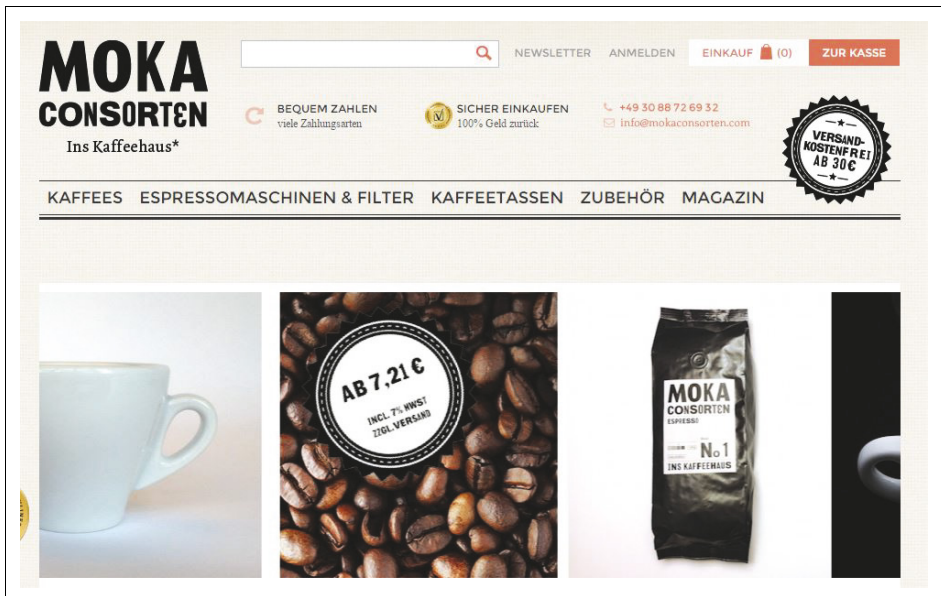 MOKA
CONSORTEN
Ins Kaffeehaus*
NEWSLETTER
ANMELDEN
EINKAUF (0)
ZUR KASSE
BEQUEM ZAHLEN
viele Zahlungsarten
SICHER EINKAUFEN
100% Geld zurück
+49 30 88 72 69 32
info@mokaconsorten.com
VERSAND-
KOSTENFREI
AB 30€
KAFFEES
ESPRESSOMASCHINEN & FILTER
KAFFEETASSEN
ZUBEHÖR
MAGAZIN
AB 7,21 €
INCL. 7% MWST
ZZGL. VERSAND
MOKA
CONSORTEN
ESPRESSO
No 1
INS KAFFEEHAUS